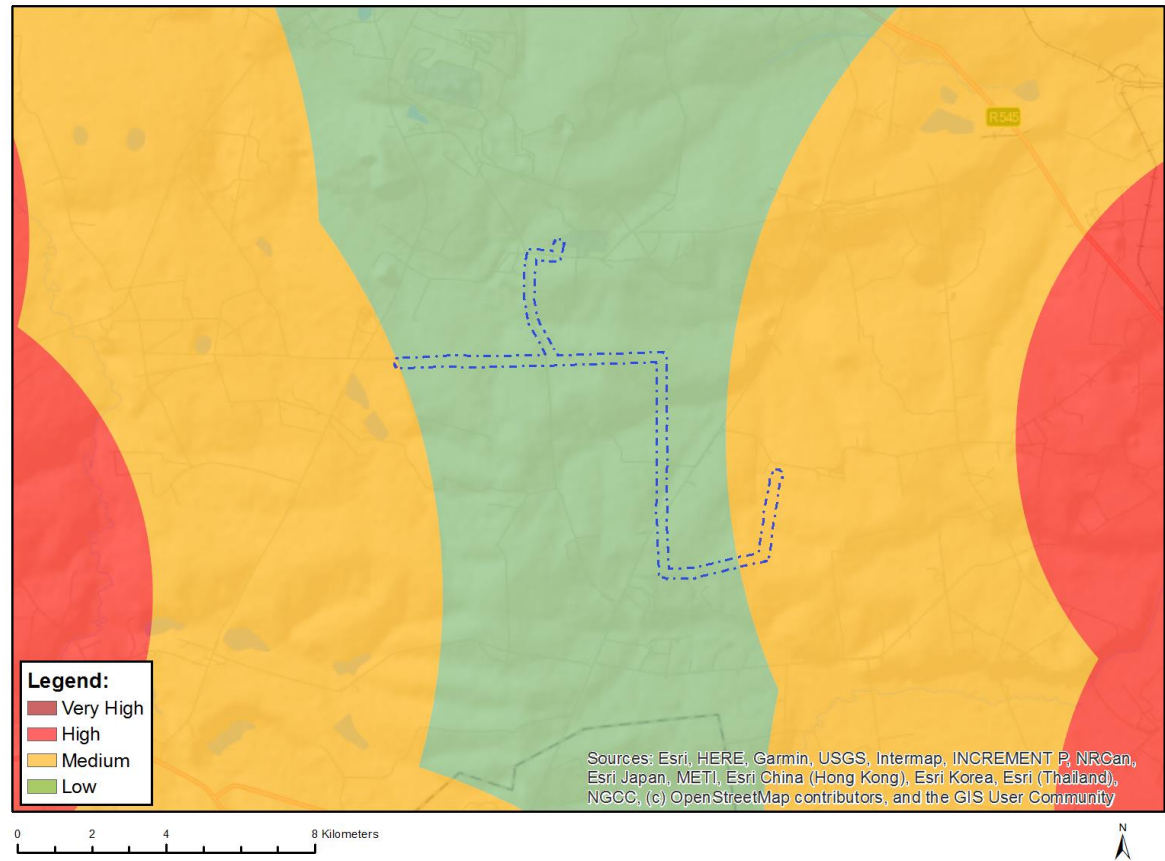 R545
Legend:
Very High
High
Medium
Low
Sources: Esri, HERE, Garmin, USGS, Intermap, INCREMENT P, NRCan,
Esri Japan, METI, Esri China (Hong Kong), Esri Korea, Esri (Thailand),
NGCC, (c) OpenStreetMap contributors, and the GIS User Community
0 2 4 8 Kilometers
N